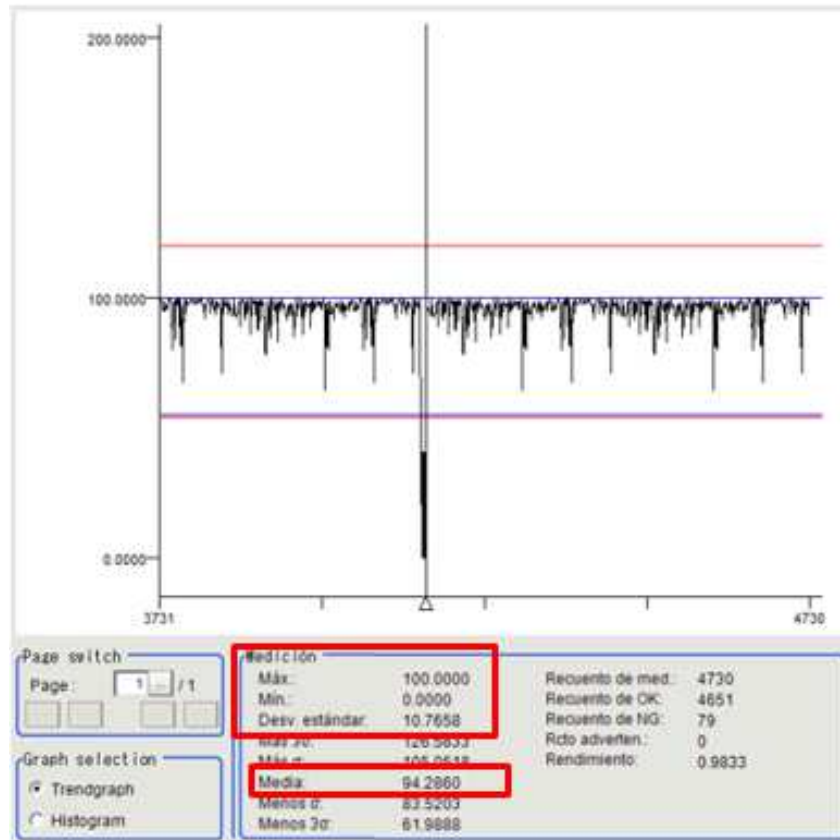 200.0000
100.0000
0.0000
3731
4730
Page switch
Page: 1 ... / 1
Graph selection
Trendgraph
Histogram
Medición
Máx.: 100.0000
Mín.: 0.0000
Desv. estándar: 10.7658
Más 3σ: 126.5833
Más σ: 105.0518
Media: 94.2860
Menos σ: 83.5203
Menos 3σ: 61.9888
Recuento de med.: 4730
Recuento de OK: 4651
Recuento de NG: 79
Rcto adverten.: 0
Rendimiento: 0.9833